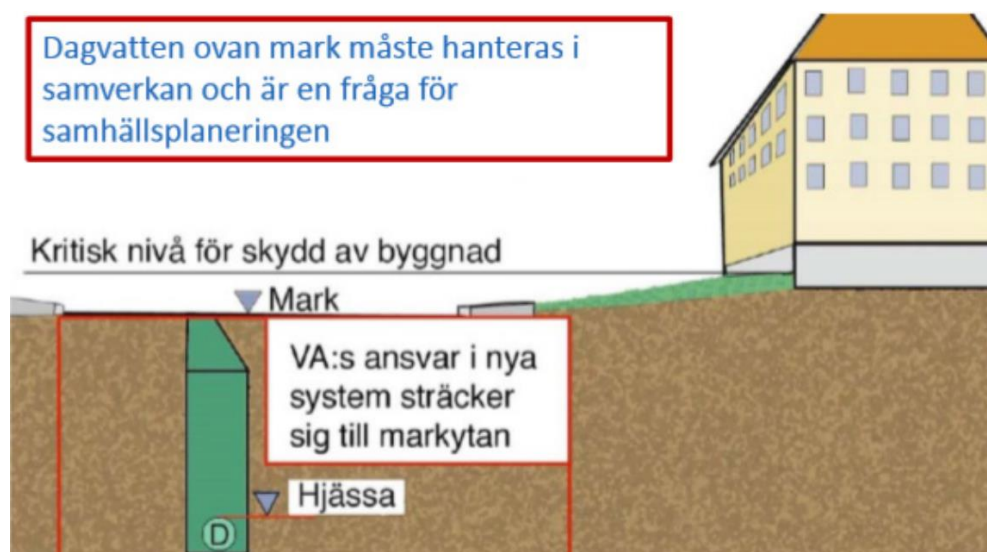 Dagvatten ovan mark måste hanteras i
samverkan och är en fråga för
samhällsplaneringen
Kritisk nivå för skydd av byggnad
Mark
VA:s ansvar i nya
system sträcker
sig till markytan
Hjässa
D